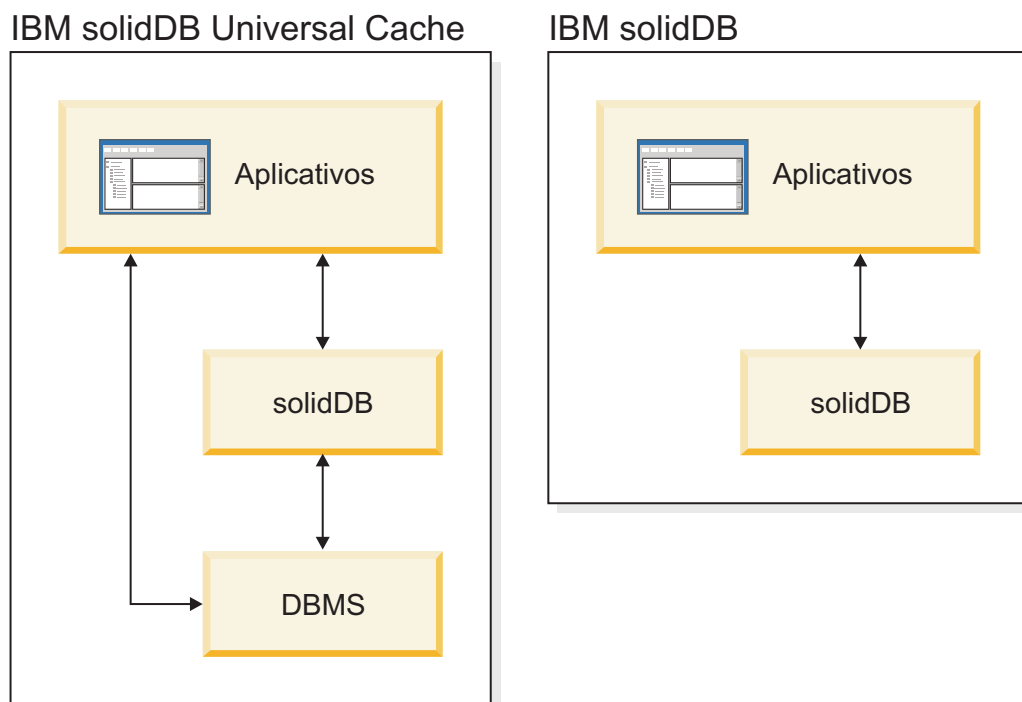 IBM solidDB Universal Cache
Aplicativos
solidDB
DBMS
IBM solidDB
Aplicativos
solidDB